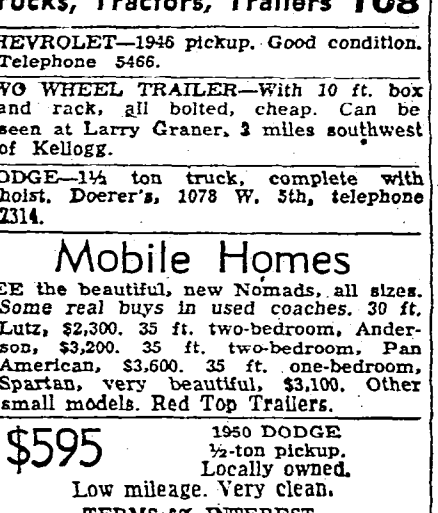 rucks, Tractors, Trailers 108
HEVROLET—1946 pickup. Good condition.
Telephone 5466.
WO WHEEL TRAILER—With 10 ft. box
and rack, all bolted, cheap. Can be
seen at Larry Graner, 3 miles southwest
of Kellogg.
ODGE—1½ ton truck, complete with
hoist. Doerer's, 1078 W. 5th, telephone
2314.
Mobile Homes
EE the beautiful, new Nomads, all sizes.
Some real buys in used coaches. 30 ft.
Lutz, $2,300. 35 ft. two-bedroom, Ander-
son, $3,200. 35 ft. two-bedroom, Pan
American, $3,600. 35 ft. one-bedroom,
Spartan, very beautiful, $3,100. Other
small models. Red Top Trailers.
$595
1950 DODGE
½-ton pickup.
Locally owned.
Low mileage. Very clean.